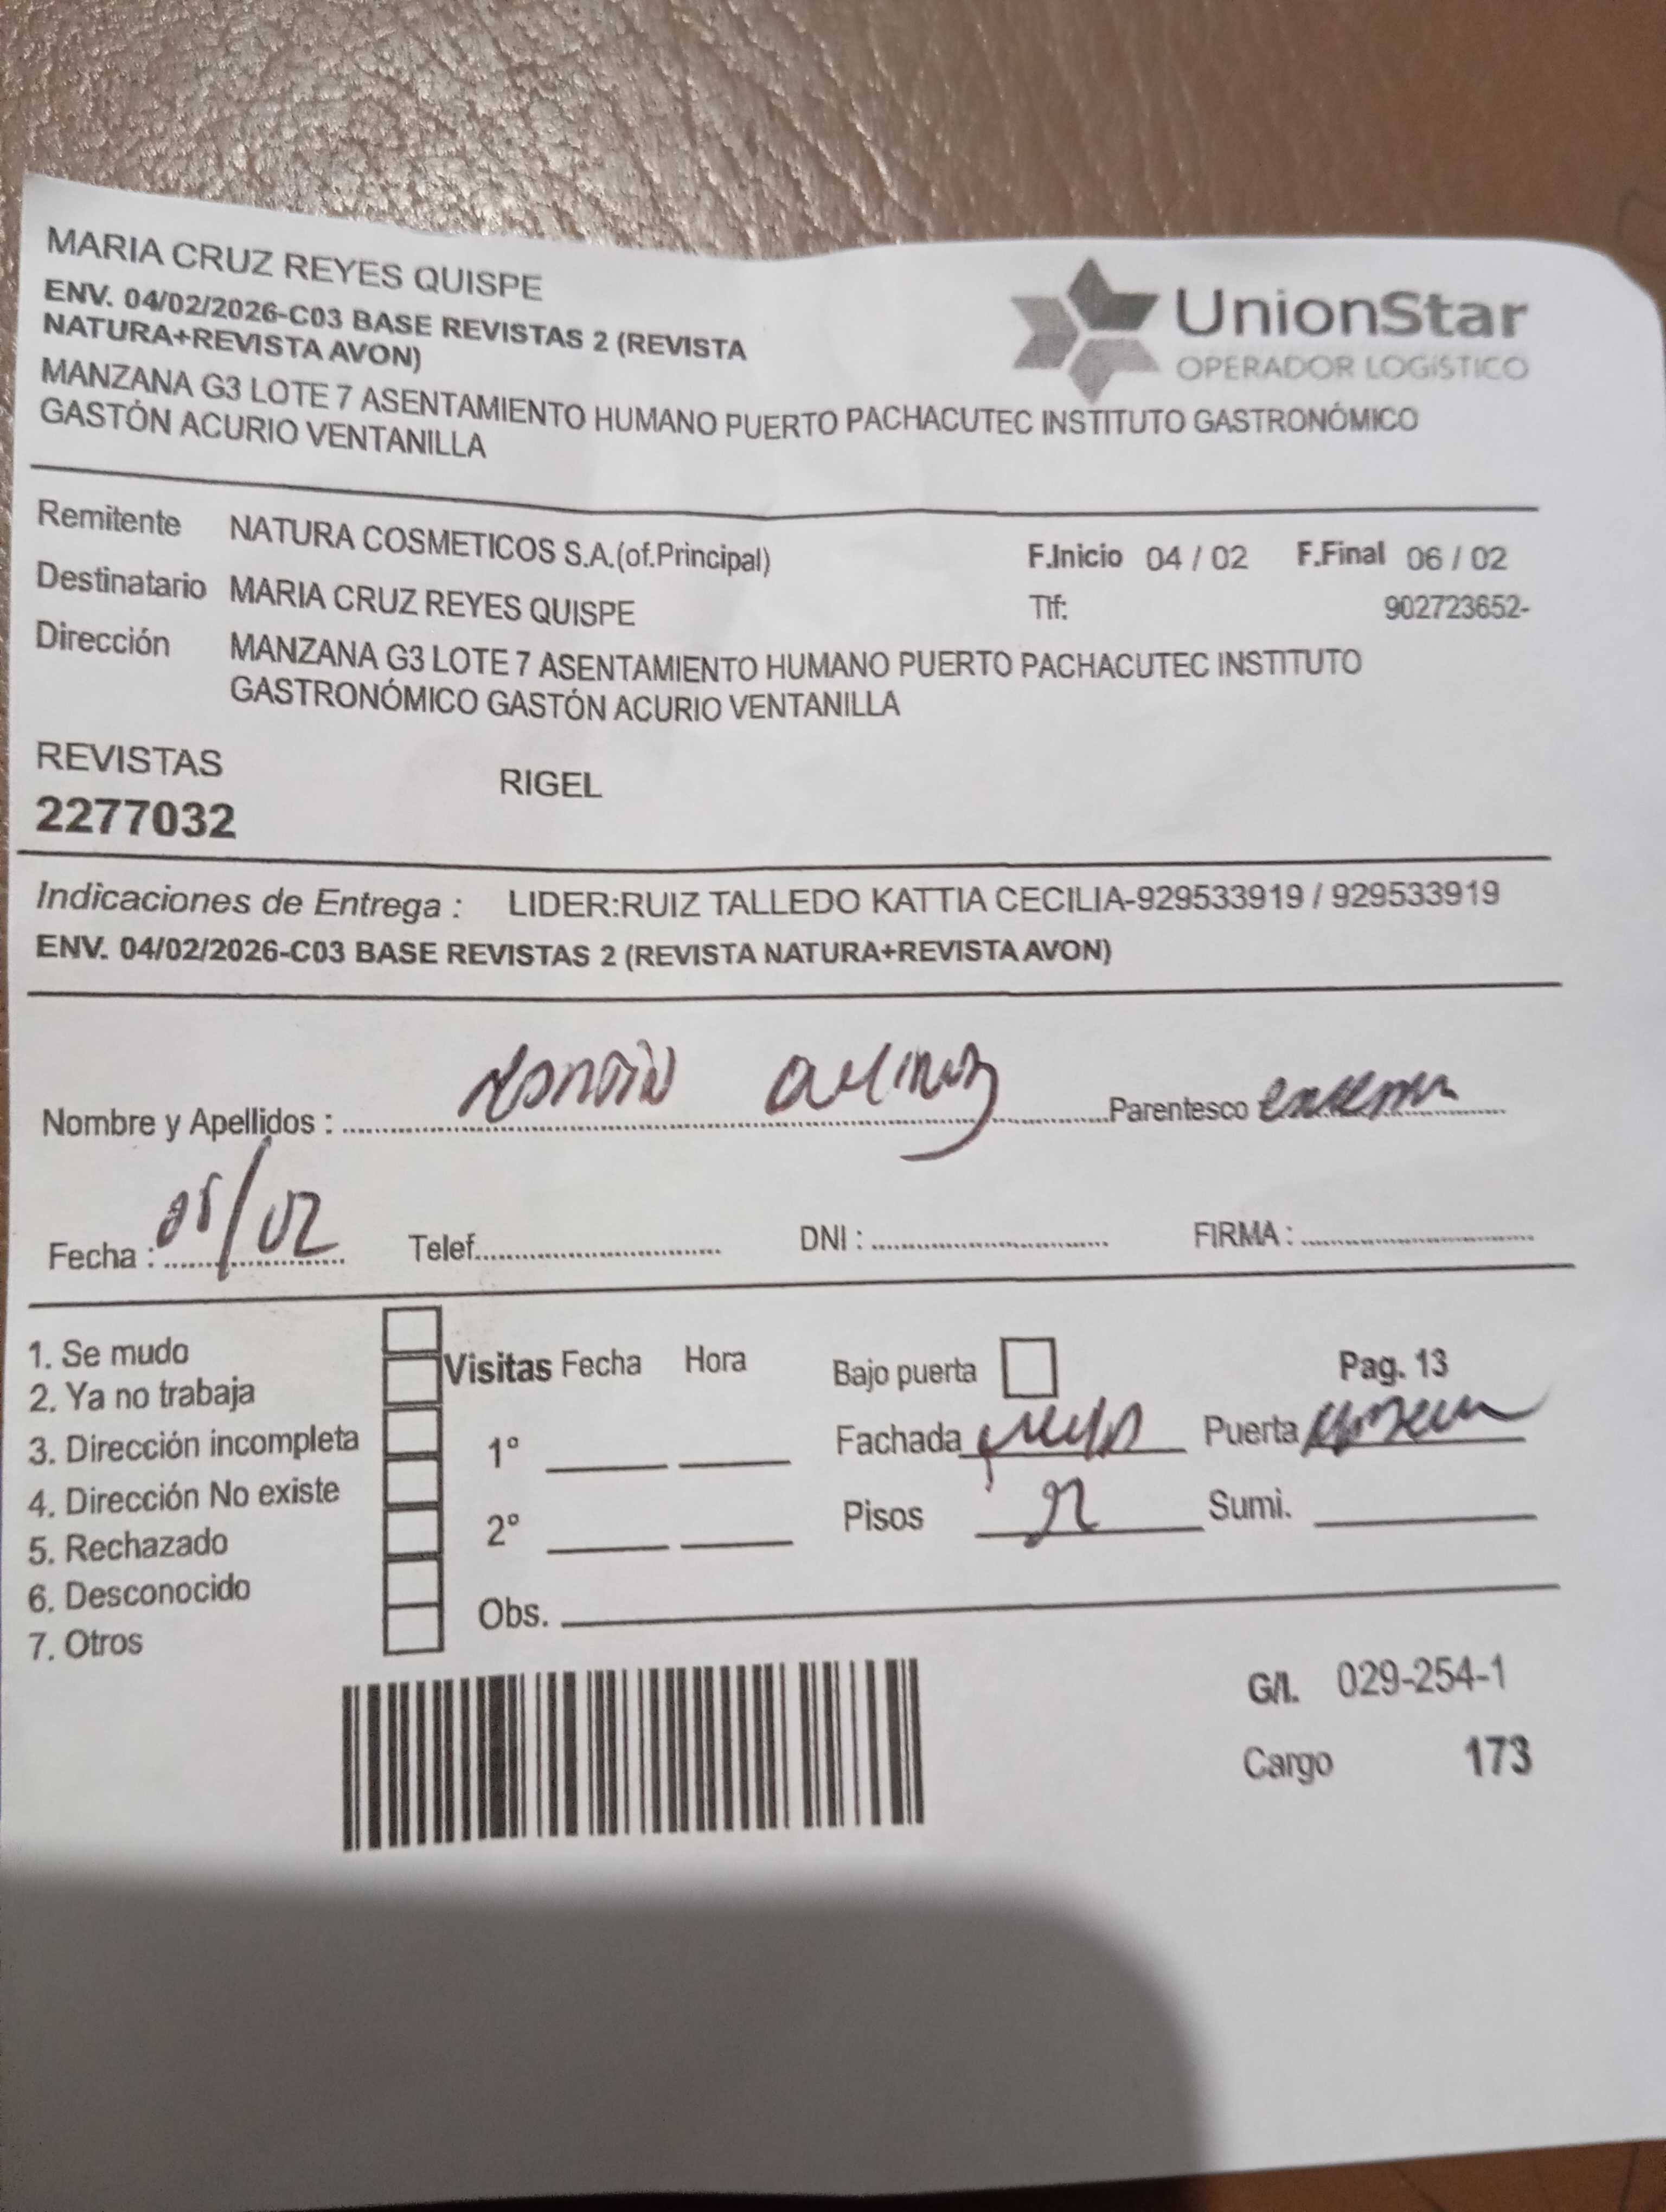 MARIA CRUZ REYES QUISPE
ENV. 04/02/2026-C03 BASE REVISTAS 2 (REVISTA
NATURA+REVISTA AVON)
MANZANA G3 LOTE 7 ASENTAMIENTO HUMANO PUERTO PACHACUTEC INSTITUTO GASTRONÓMICO
GASTÓN ACURIO VENTANILLA
UnionStar
OPERADOR LOGÍSTICO
Remitente NATURA COSMETICOS S.A.(of.Principal)
F.Inicio 04 / 02 F.Final 06 / 02
Destinatario MARIA CRUZ REYES QUISPE
Tlf: 902723652-
Dirección MANZANA G3 LOTE 7 ASENTAMIENTO HUMANO PUERTO PACHACUTEC INSTITUTO
GASTRONÓMICO GASTÓN ACURIO VENTANILLA
REVISTAS RIGEL
2277032
Indicaciones de Entrega : LIDER:RUIZ TALLEDO KATTIA CECILIA-929533919 / 929533919
ENV. 04/02/2026-C03 BASE REVISTAS 2 (REVISTA NATURA+REVISTA AVON)
Nombre y Apellidos : Parentesco
Fecha : 05/02 Telef. DNI : FIRMA :
1. Se mudo
2. Ya no trabaja
3. Dirección incompleta
4. Dirección No existe
5. Rechazado
6. Desconocido
7. Otros
Visitas Fecha Hora
1°
2°
Obs.
Bajo puerta Pag. 13
Fachada Puerta
Pisos Sumi.
G/I. 029-254-1
Cargo 173